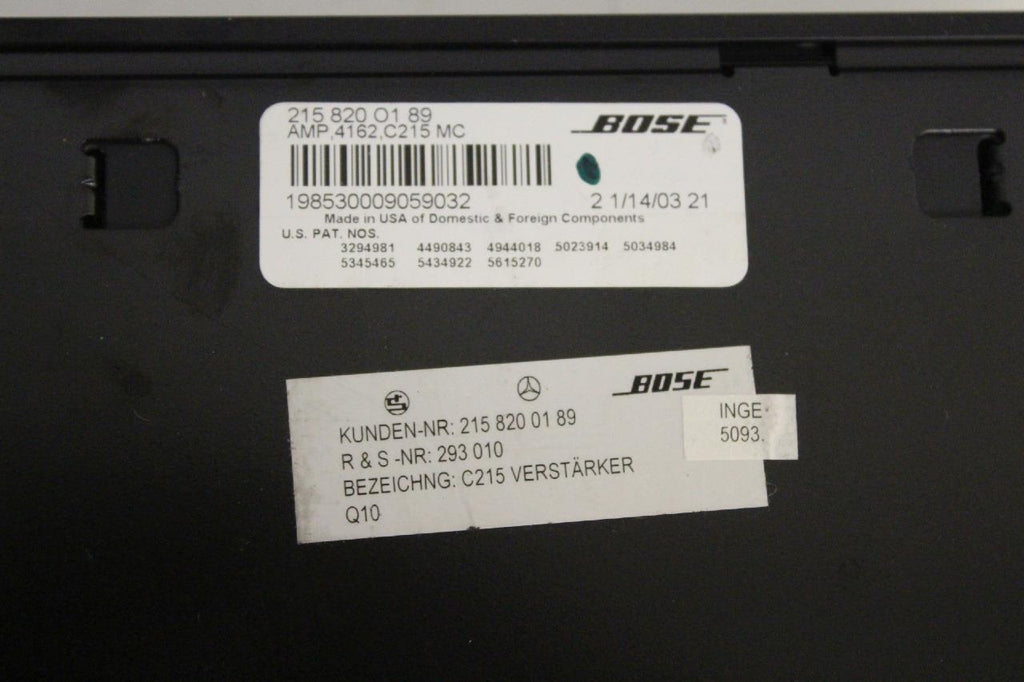 215 820 01 89
AMP,4162,C215 MC
BOSE®
198530009059032
2 1/14/03 21
Made in USA of Domestic & Foreign Components
U.S. PAT. NOS.
3294981 4490843 4944018 5023914 5034984
5345465 5434922 5615270
BOSE
KUNDEN-NR: 215 820 01 89
R & S -NR: 293 010
BEZEICHNG: C215 VERSTÄRKER
Q10
INGE
5093.